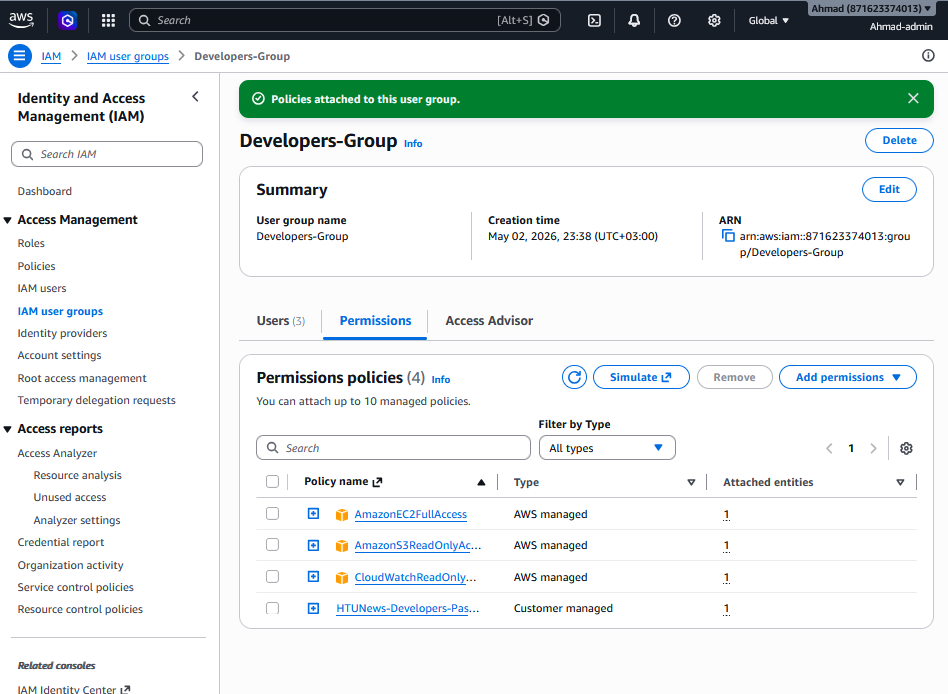 aws
Search
[Alt+S]
Global
Ahmad (871623374013)
Ahmad-admin
IAM
IAM user groups
Developers-Group
Identity and Access
Management (IAM)
Search IAM
Dashboard
Access Management
Roles
Policies
IAM users
IAM user groups
Identity providers
Account settings
Root access management
Temporary delegation requests
Access reports
Access Analyzer
Resource analysis
Unused access
Analyzer settings
Credential report
Organization activity
Service control policies
Resource control policies
Related consoles
IAM Identity Center
Policies attached to this user group.
Developers-Group Info
Delete
Summary
Edit
User group name
Developers-Group
Creation time
May 02, 2026, 23:38 (UTC+03:00)
ARN
arn:aws:iam::871623374013:grou
p/Developers-Group
Users (3)
Permissions
Access Advisor
Permissions policies (4) Info
Simulate
Remove
Add permissions
You can attach up to 10 managed policies.
Filter by Type
Search
All types
1
Policy name
Type
Attached entities
AmazonEC2FullAccess
AWS managed
1
AmazonS3ReadOnlyAc...
AWS managed
1
CloudWatchReadOnly...
AWS managed
1
HTUNews-Developers-Pas...
Customer managed
1